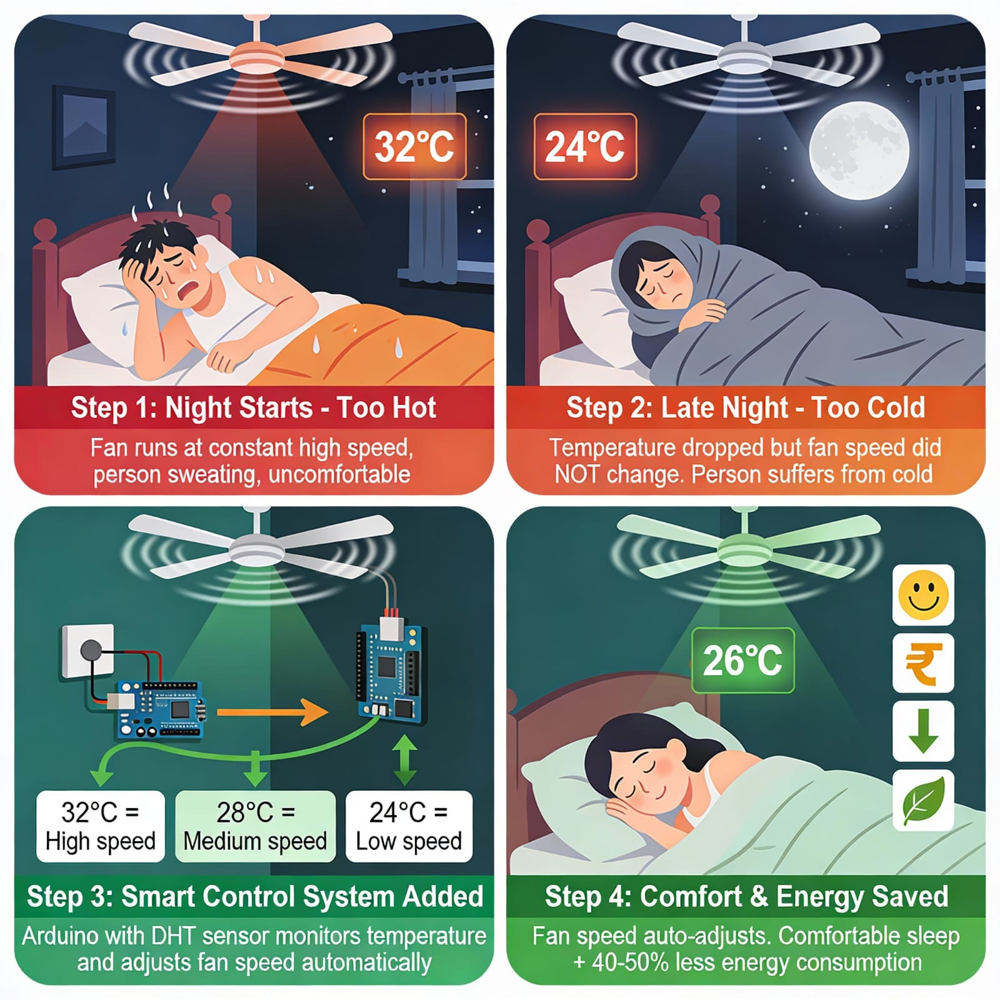 32°C
Step 1: Night Starts - Too Hot
Fan runs at constant high speed,
person sweating, uncomfortable
24°C
Step 2: Late Night - Too Cold
Temperature dropped but fan speed did
NOT change. Person suffers from cold
32°C =
High speed
28°C =
Medium speed
24°C =
Low speed
Step 3: Smart Control System Added
Arduino with DHT sensor monitors temperature
and adjusts fan speed automatically
26°C
₹
Step 4: Comfort & Energy Saved
Fan speed auto-adjusts. Comfortable sleep
+ 40-50% less energy consumption